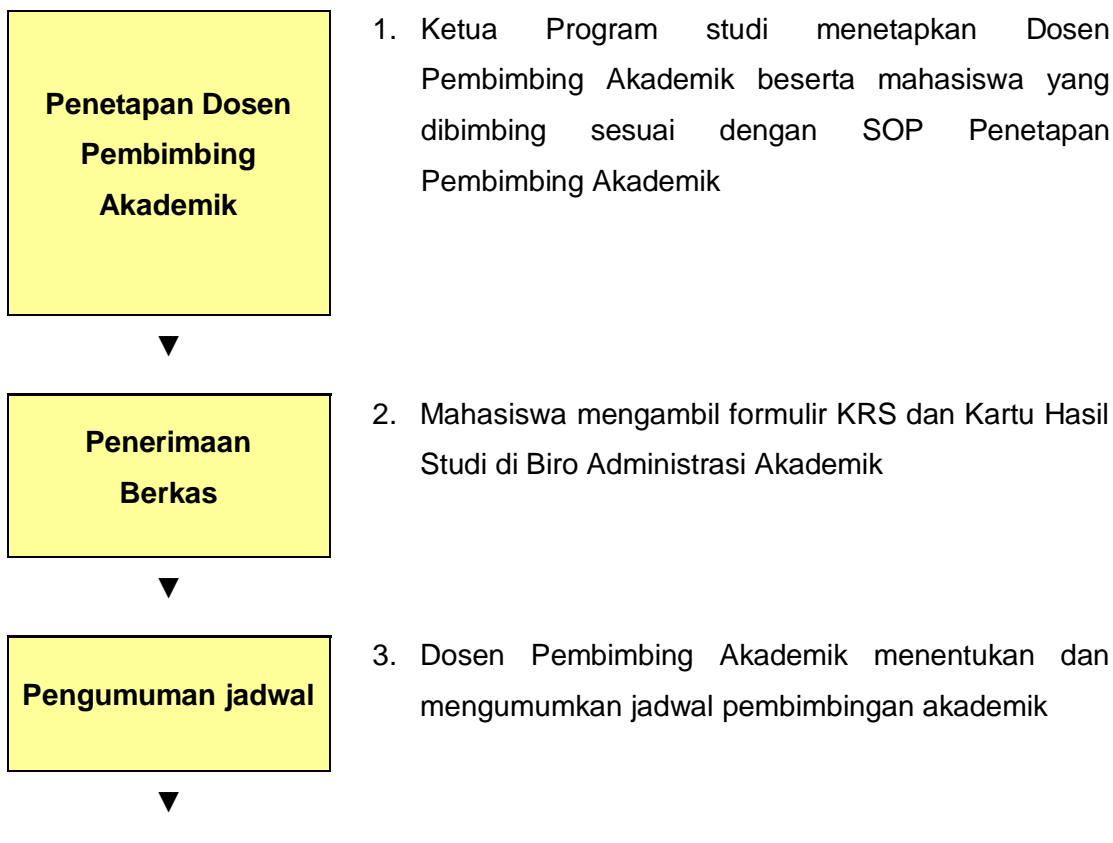 Penetapan Dosen
Pembimbing
Akademik
1. Ketua Program studi menetapkan Dosen
Pembimbing Akademik beserta mahasiswa yang
dibimbing sesuai dengan SOP Penetapan
Pembimbing Akademik
▼
Penerimaan
Berkas
2. Mahasiswa mengambil formulir KRS dan Kartu Hasil
Studi di Biro Administrasi Akademik
▼
Pengumuman jadwal
3. Dosen Pembimbing Akademik menentukan dan
mengumumkan jadwal pembimbingan akademik
▼